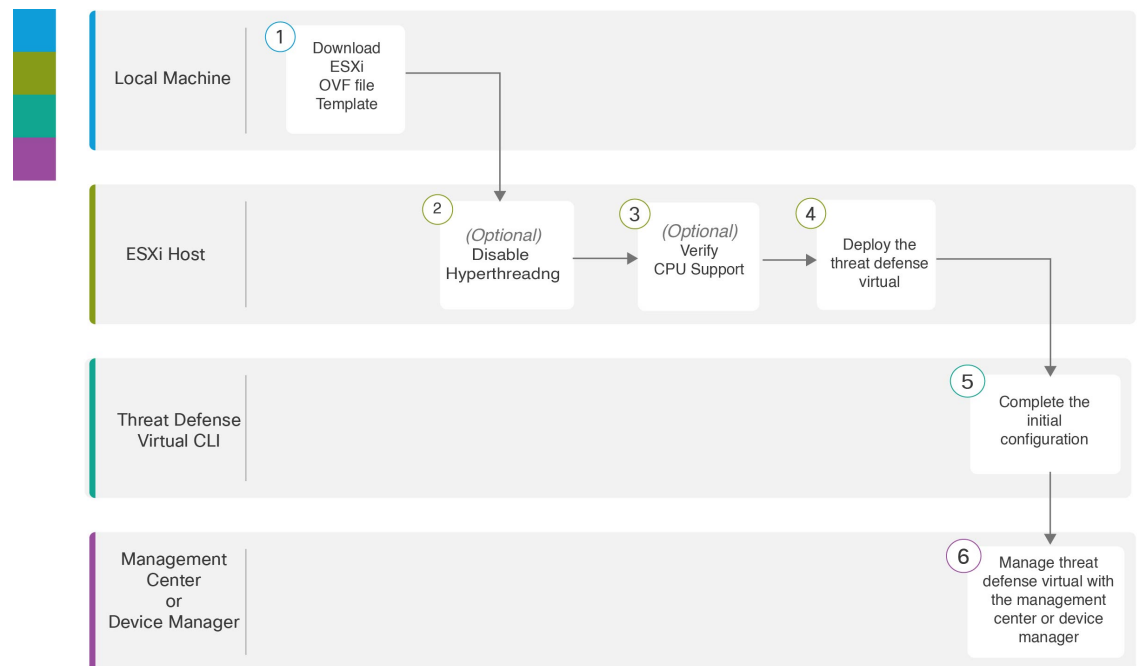 Local Machine
1
Download
ESXi
OVF file
Template
ESXi Host
2
(Optional)
Disable
Hyperthreadng
3
(Optional)
Verify
CPU Support
4
Deploy the
threat defense
virtual
Threat Defense
Virtual CLI
5
Complete the
initial
configuration
Management
Center
or
Device Manager
6
Manage threat
defense virtual with
the management
center or device
manager